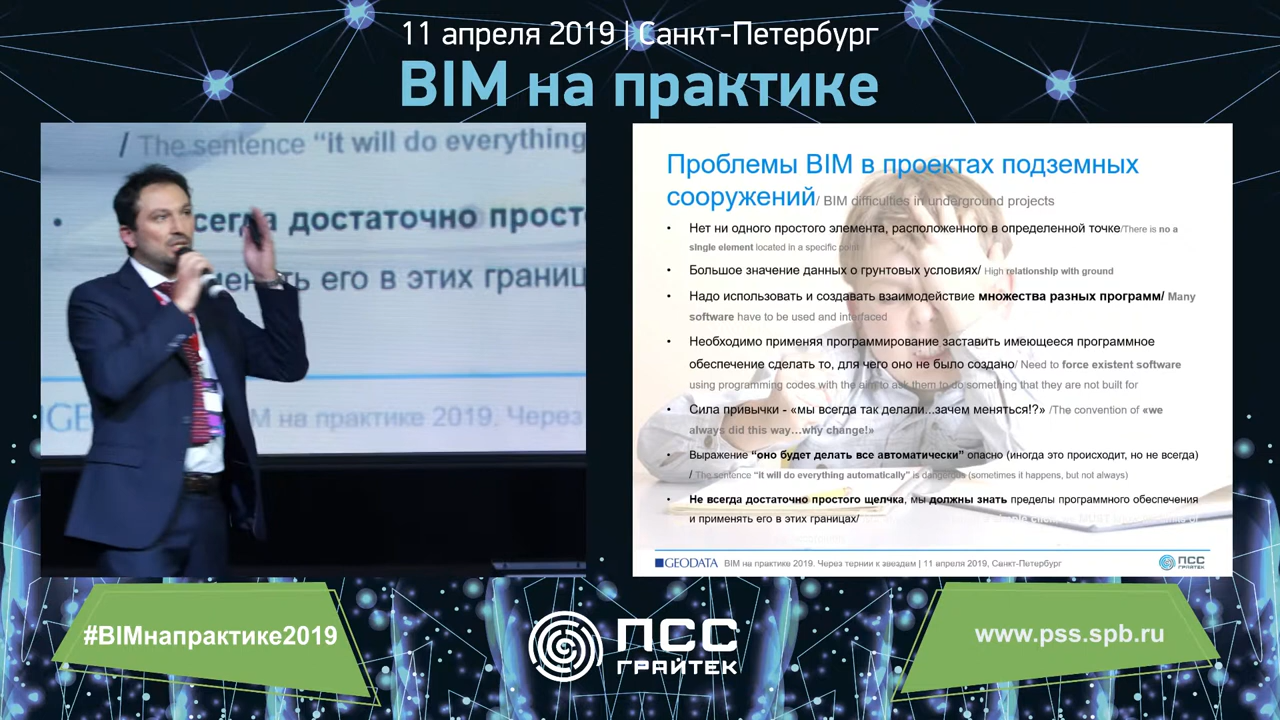 11 апреля 2019 | Санкт-Петербург
BIM на практике
/ The sentence “it will do everything
• сегда достаточно прост
менять его в этих границ
GEOD
BIM на практике 2019. Через
Проблемы BIM в проектах подземных
сооружений/ BIM difficulties in underground projects
• Нет ни одного простого элемента, расположенного в определенной точке/There is no a
single element located in a specific point
• Большое значение данных о грунтовых условиях/ High relationship with ground
• Надо использовать и создавать взаимодействие множества разных программ/ Many
software have to be used and interfaced
• Необходимо применяя программирование заставить имеющееся программное
обеспечение сделать то, для чего оно не было создано/ Need to force existent software
using programming codes with the aim to ask them to do something that they are not built for
• Сила привычки - «мы всегда так делали...зачем меняться!?» /The convention of «we
always did this way…why change!»
• Выражение “оно будет делать все автоматически” опасно (иногда это происходит, но не всегда)
/ The sentence “it will do everything automatically” is dangerous (sometimes it happens, but not always)
• Не всегда достаточно простого щелчка, мы должны знать пределы программного обеспечения
и применять его в этих границах/
GEODATA BIM на практике 2019. Через тернии к звездам | 11 апреля 2019, Санкт-Петербург ПСС
ГРАЙТЕК
#BIMнапрактике2019
ПСС
ГРАЙТЕК
www.pss.spb.ru